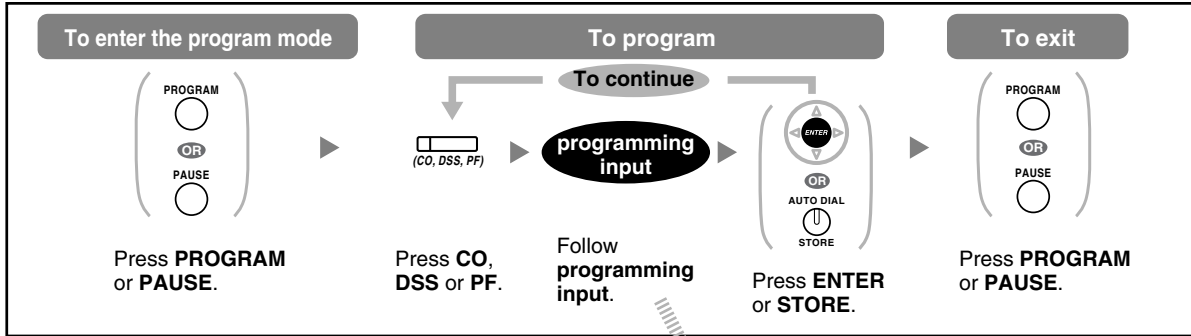 To enter the program mode
To program
To exit
To continue
PROGRAM
OR
PAUSE
(CO, DSS, PF)
programming
input
ENTER
OR
AUTO DIAL
STORE
PROGRAM
OR
PAUSE
Press PROGRAM
or PAUSE.
Press CO,
DSS or PF.
Follow
programming
input.
Press ENTER
or STORE.
Press PROGRAM
or PAUSE.